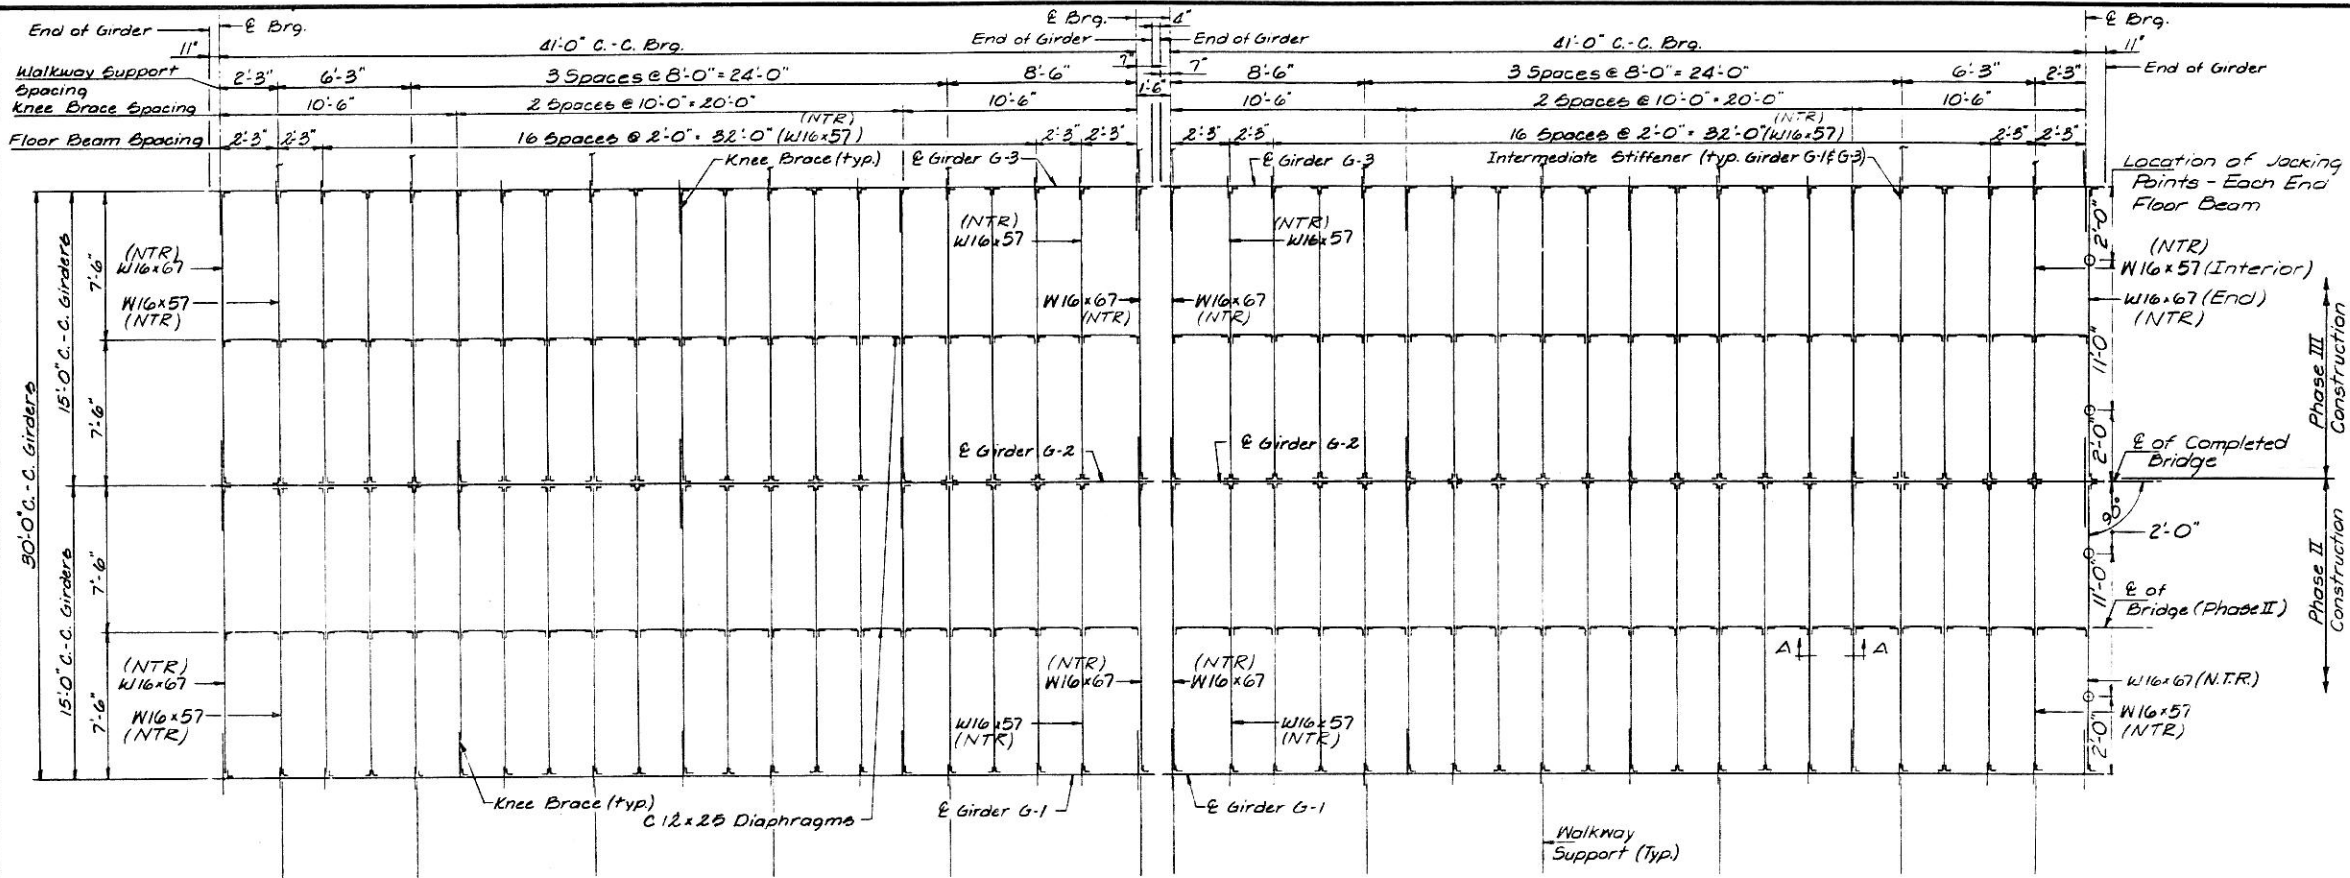 End of Girder
℄ Brg.
℄ Brg.
4"
℄ Brg.
11"
41'-0" C.-C. Brg.
End of Girder
End of Girder
41'-0" C.-C. Brg.
11"
End of Girder
7"
7"
1'-6"
Walkway Support
Spacing
2'-3"
6'-3"
3 Spaces @ 8'-0" = 24'-0"
8'-6"
8'-6"
3 Spaces @ 8'-0" = 24'-0"
6'-3"
2'-3"
Knee Brace Spacing
10'-6"
2 Spaces @ 10'-0" = 20'-0"
10'-6"
10'-6"
2 Spaces @ 10'-0" = 20'-0"
10'-6"
(NTR)
(NTR)
Floor Beam Spacing
2'-3"
2'-3"
16 Spaces @ 2'-0" = 32'-0" (W16x57)
2'-3"
2'-3"
2'-3"
2'-3"
16 Spaces @ 2'-0" = 32'-0" (W16x57)
2'-3"
2'-3"
Knee Brace (typ.)
℄ Girder G-3
℄ Girder G-3
Intermediate Stiffener (typ. Girder G-1 & G-3)
Location of Jacking
Points - Each End
Floor Beam
(NTR)
W16x67
W16x57
(NTR)
(NTR)
W16x57
(NTR)
W16x57
W16x67
(NTR)
W16x67
(NTR)
2'-0"
(NTR)
W16x57 (Interior)
W16x67 (End)
(NTR)
11'-0"
2'-0"
Phase III
Construction
30'-0" C.-C. Girders
15'-0" C.-C. Girders
7'-6"
7'-6"
℄ Girder G-2
℄ Girder G-2
℄ of Completed
Bridge
90°
2'-0"
11'-0"
℄ of
Bridge (Phase II)
Phase II
Construction
15'-0" C.-C. Girders
7'-6"
7'-6"
A
A
(NTR)
W16x67
W16x57
(NTR)
(NTR)
W16x67
W16x57
(NTR)
(NTR)
W16x67
W16x57
(NTR)
W16x67 (N.T.R.)
W16x57
(NTR)
2'-0"
Knee Brace (typ.)
C 12x25 Diaphragms
℄ Girder G-1
℄ Girder G-1
Walkway
Support (Typ.)